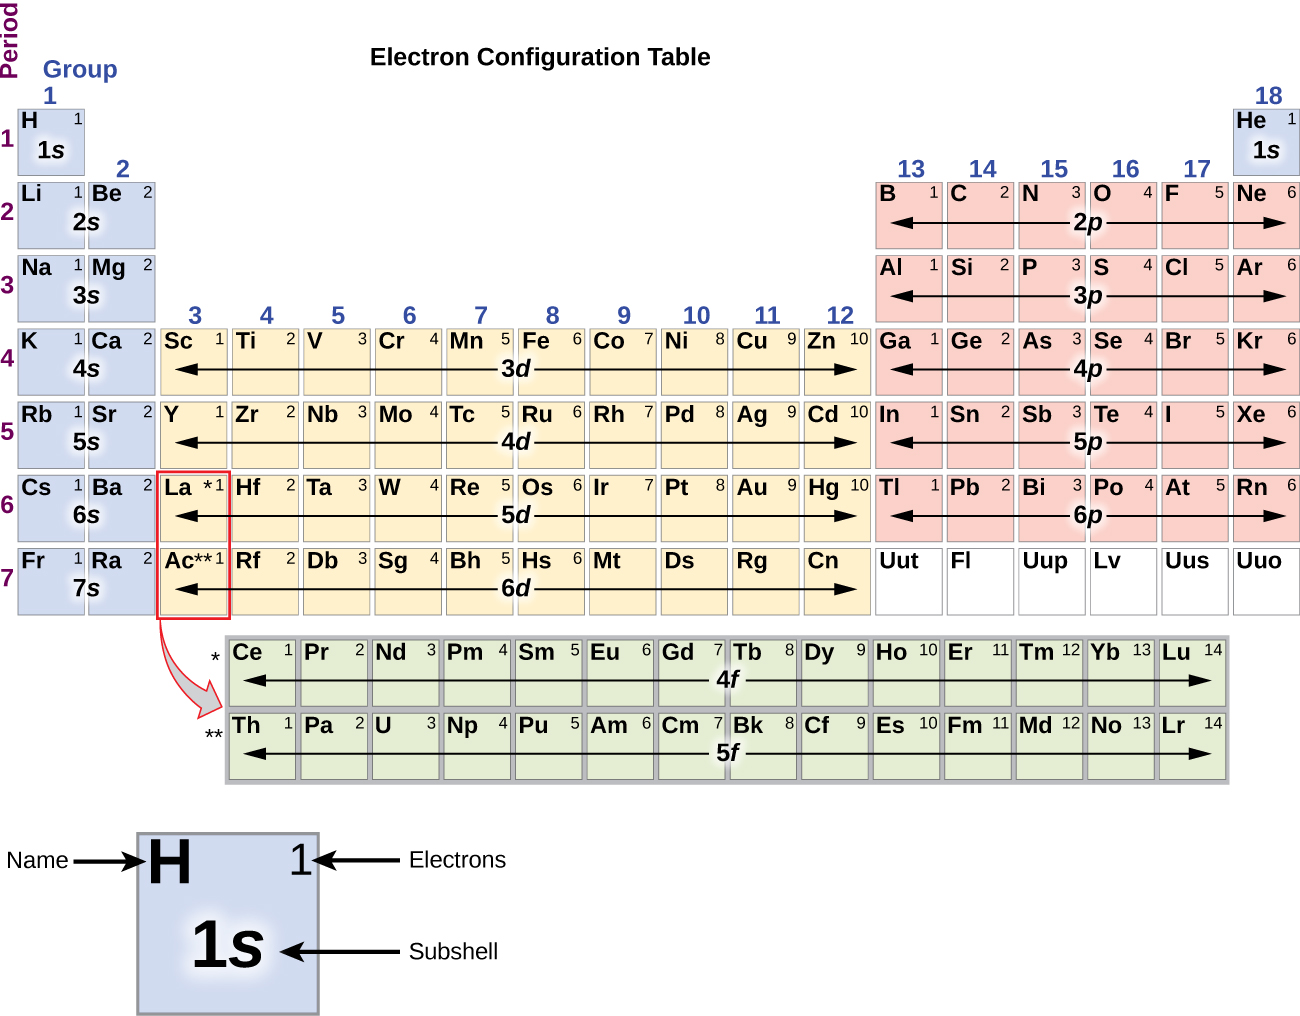 Period
Electron Configuration Table
Group
1 18
H 1 He 1
1 1s 1s
2 13 14 15 16 17
Li 1 Be 2 B 1 C 2 N 3 O 4 F 5 Ne 6
2 2s 2p
Na 1 Mg 2 Al 1 Si 2 P 3 S 4 Cl 5 Ar 6
3 3s 3p
3 4 5 6 7 8 9 10 11 12
K 1 Ca 2 Sc 1 Ti 2 V 3 Cr 4 Mn 5 Fe 6 Co 7 Ni 8 Cu 9 Zn 10 Ga 1 Ge 2 As 3 Se 4 Br 5 Kr 6
4 4s 3d 4p
Rb 1 Sr 2 Y 1 Zr 2 Nb 3 Mo 4 Tc 5 Ru 6 Rh 7 Pd 8 Ag 9 Cd 10 In 1 Sn 2 Sb 3 Te 4 I 5 Xe 6
5 5s 4d 5p
Cs 1 Ba 2 La *1 Hf 2 Ta 3 W 4 Re 5 Os 6 Ir 7 Pt 8 Au 9 Hg 10 Tl 1 Pb 2 Bi 3 Po 4 At 5 Rn 6
6 6s 5d 6p
Fr 1 Ra 2 Ac**1 Rf 2 Db 3 Sg 4 Bh 5 Hs 6 Mt Ds Rg Cn Uut Fl Uup Lv Uus Uuo
7 7s 6d
* Ce 1 Pr 2 Nd 3 Pm 4 Sm 5 Eu 6 Gd 7 Tb 8 Dy 9 Ho 10 Er 11 Tm 12 Yb 13 Lu 14
4f
** Th 1 Pa 2 U 3 Np 4 Pu 5 Am 6 Cm 7 Bk 8 Cf 9 Es 10 Fm 11 Md 12 No 13 Lr 14
5f
Name H 1 Electrons
1s Subshell